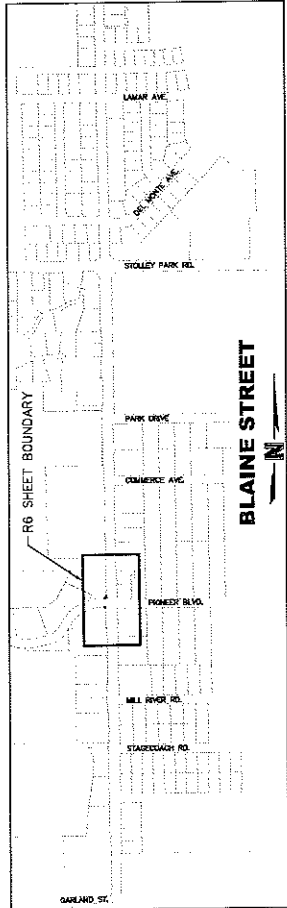 LAMAR AVE.
DEL MONTE AVE.
STOLLEY PARK RD.
R6 SHEET BOUNDARY
PARK DRIVE
COMMERCE AVE.
BLAINE STREET
N
PIONEER BLVD.
MILL RIVER RD.
STAGECOACH RD.
GARLAND ST.